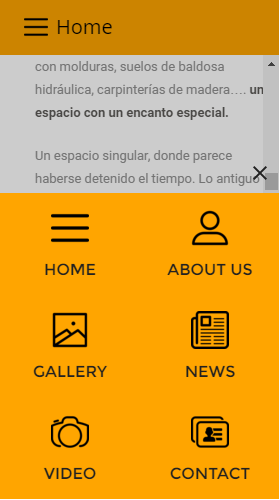 Home
con molduras, suelos de baldosa
hidráulica, carpinterías de madera…. un
espacio con un encanto especial.
Un espacio singular, donde parece
haberse detenido el tiempo. Lo antiguo
HOME
ABOUT US
GALLERY
NEWS
VIDEO
CONTACT